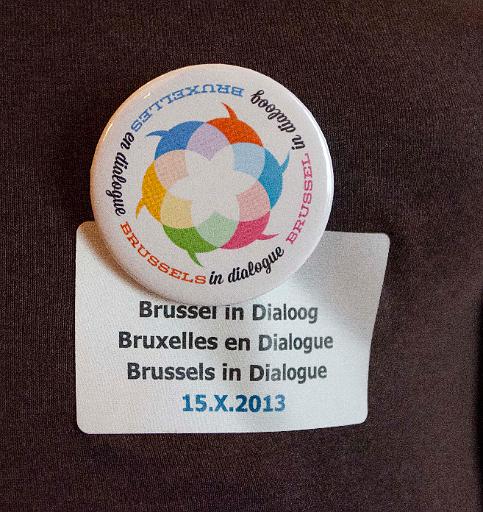 BRUXELLES en dialogue
BRUSSEL in dialoog
BRUSSELS in dialogue
Brussel in Dialoog
Bruxelles en Dialogue
Brussels in Dialogue
15.X.2013